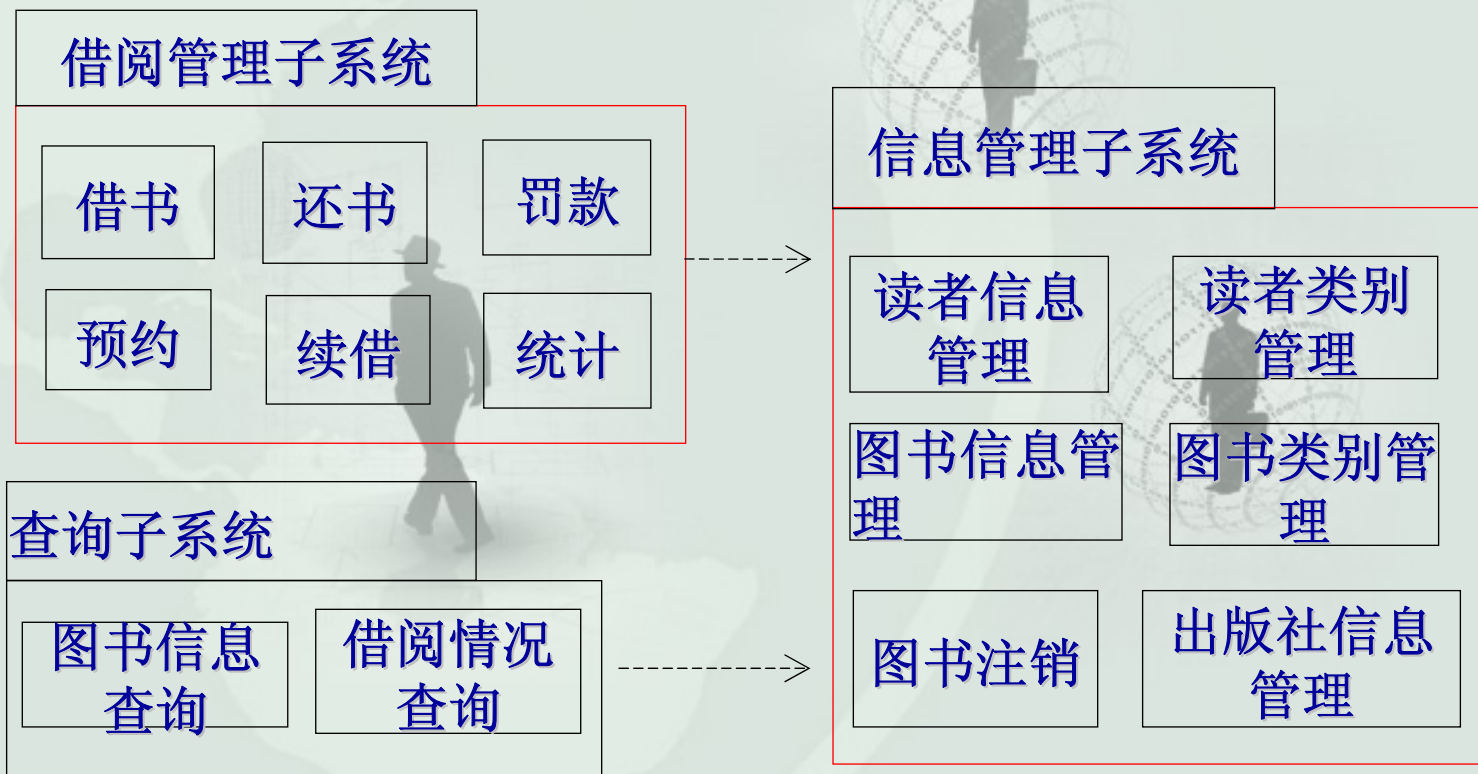 借阅管理子系统
借书
还书
罚款
预约
续借
统计
查询子系统
图书信息
查询
借阅情况
查询
信息管理子系统
读者信息
管理
读者类别
管理
图书信息管
理
图书类别管
理
图书注销
出版社信息
管理